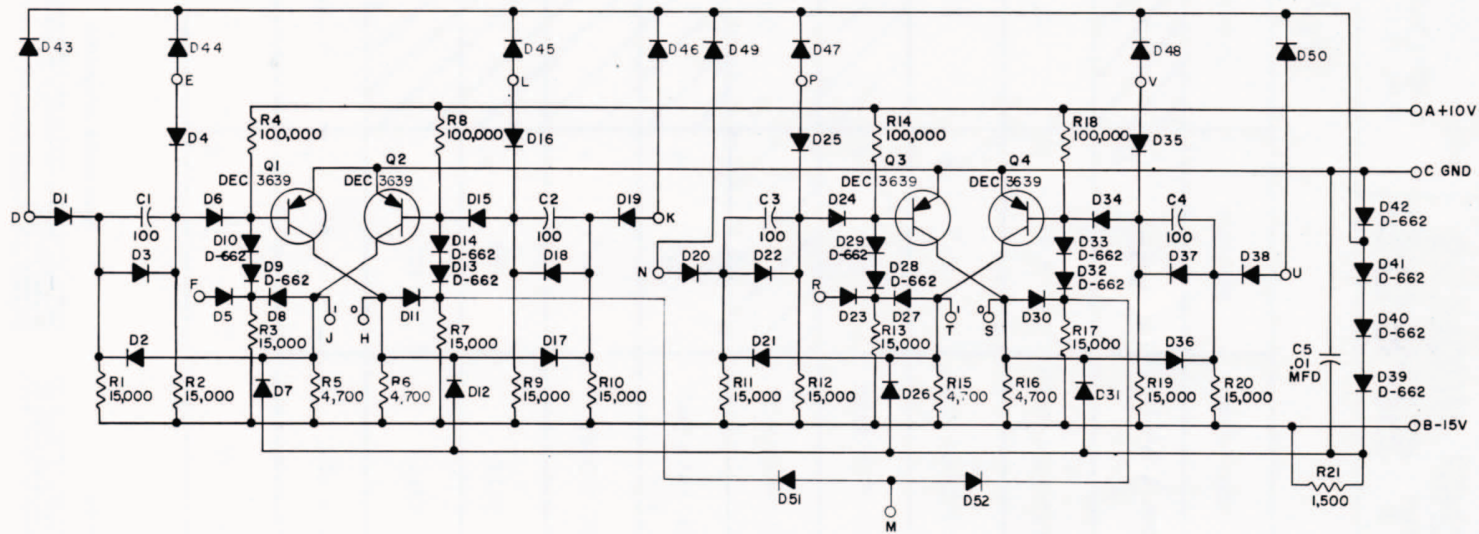 D43 D44 D45 D46 D49 D47 D48 D50
E L P V
A+10V
R4 R8 R14 R18
100,000 100,000 100,000 100,000
D4 D16 D25 D35
Q1 Q2 Q3 Q4
C GND
DEC 3639 DEC 3639 DEC 3639 DEC 3639
D D1 C1 D6 D15 C2 D19 K C3 D24 D34 C4 D42
D-662
100 100 100 100
D10 D14 D29 D33
D-662 D-662 D-662 D-662
D3 D18 N D20 D22 D37 D38 U
D9 D13 D28 D32 D41
D-662 D-662 D-662 D-662 D-662
F R
D5 D8 1 0 D11 D23 D27 1 0 D30
J H T S
R3 R7 R13 R17 D40
15,000 15,000 15,000 15,000 D-662
D2 D17 D21 D36 C5
.01
MFD
R1 R2 D7 R5 R6 D12 R9 R10 R11 R12 D26 R15 R16 D31 R19 R20 D39
15,000 15,000 4,700 4,700 15,000 15,000 15,000 15,000 4,700 4,700 15,000 15,000 D-662
B-15V
R21
D51 D52
1,500
M